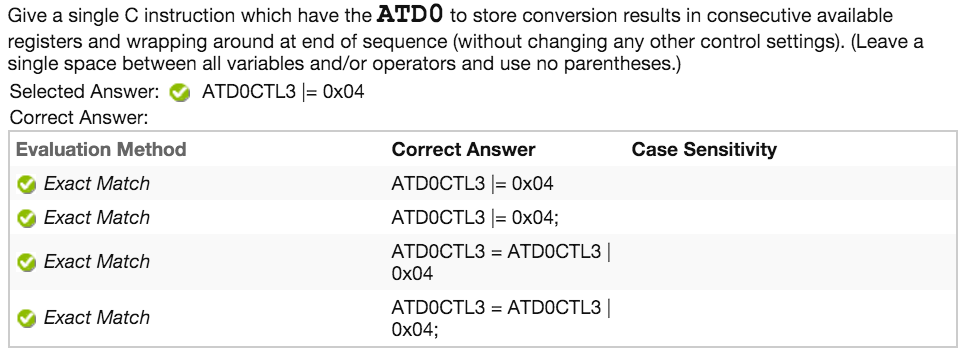 Give a single C instruction which have the ATD0 to store conversion results in consecutive available
registers and wrapping around at end of sequence (without changing any other control settings). (Leave a
single space between all variables and/or operators and use no parentheses.)
Selected Answer: ATD0CTL3 |= 0x04
Correct Answer:
Evaluation Method Correct Answer Case Sensitivity
Exact Match ATD0CTL3 |= 0x04
Exact Match ATD0CTL3 |= 0x04;
Exact Match ATD0CTL3 = ATD0CTL3 |
0x04
Exact Match ATD0CTL3 = ATD0CTL3 |
0x04;